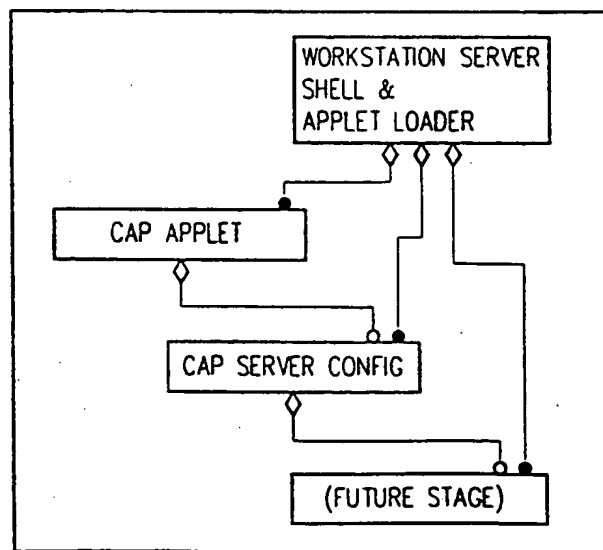 WORKSTATION SERVER
SHELL &
APPLET LOADER
CAP APPLET
CAP SERVER CONFIG
(FUTURE STAGE)